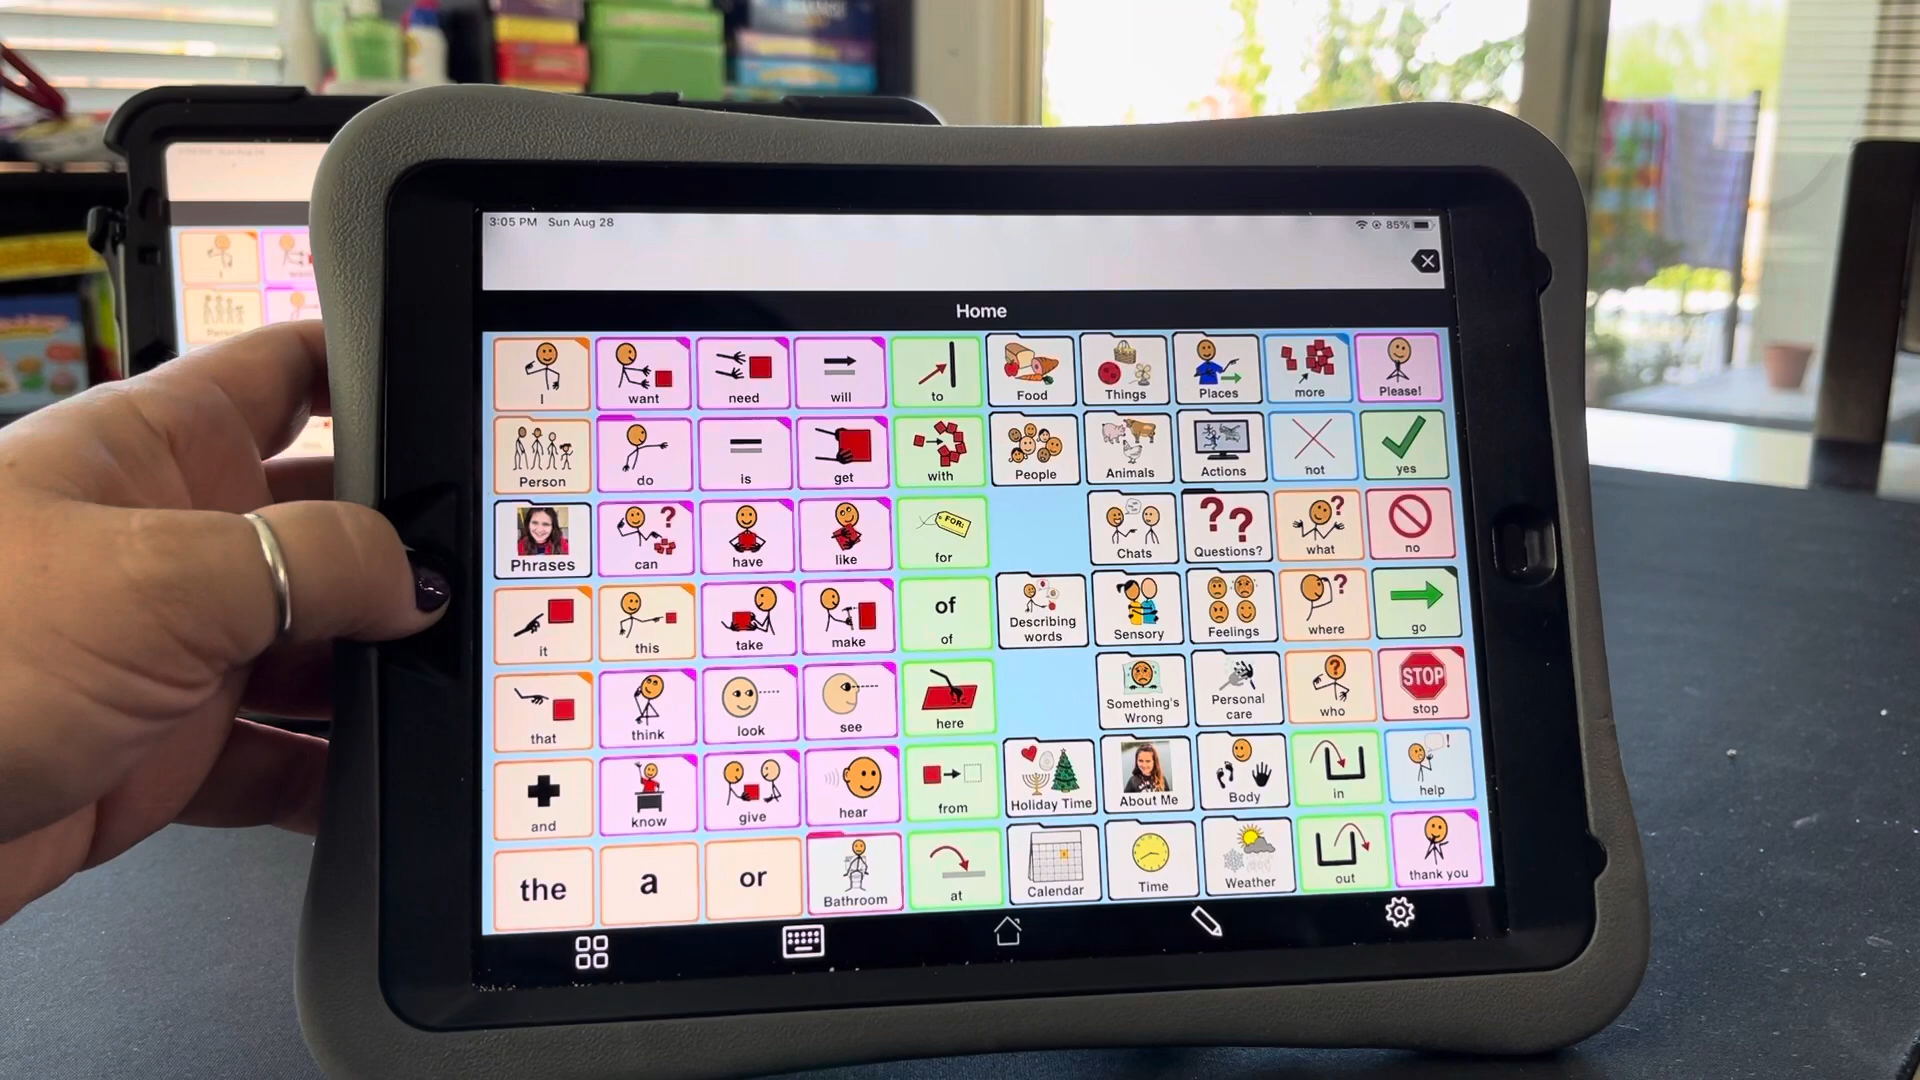 3:05 PM Sun Aug 28
85%
Home
I want need will to Food Things Places more Please!
Person do is get with People Animals Actions not yes
Phrases can have like FOR: for Chats ? ? Questions? ? what no
it this take make of of Describing words Sensory Feelings ? where go
that think look see here Something's Wrong Personal care ? who STOP stop
and know give hear from Holiday Time About Me Body in ! help
the a or Bathroom at Calendar Time Weather out thank you